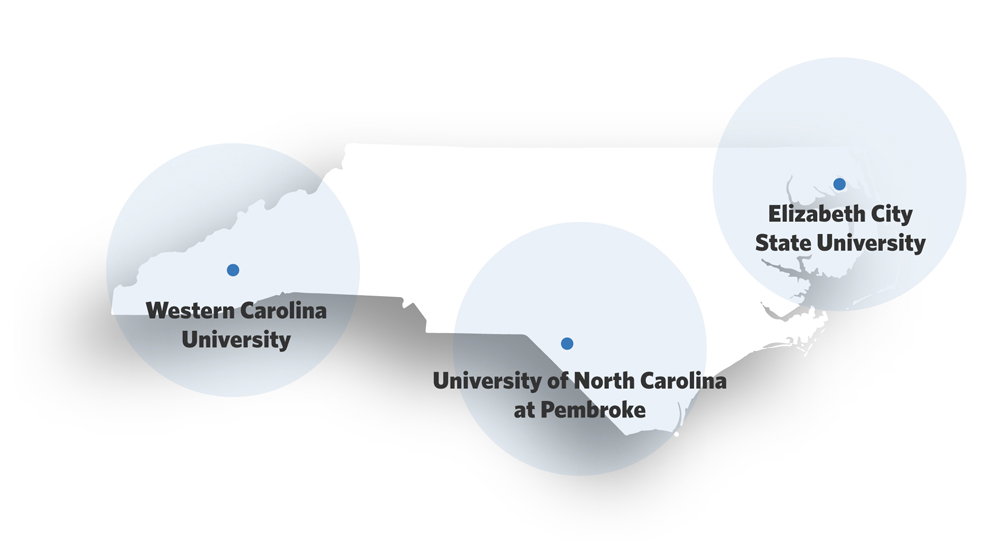 Elizabeth City
State University
Western Carolina
University
University of North Carolina
at Pembroke